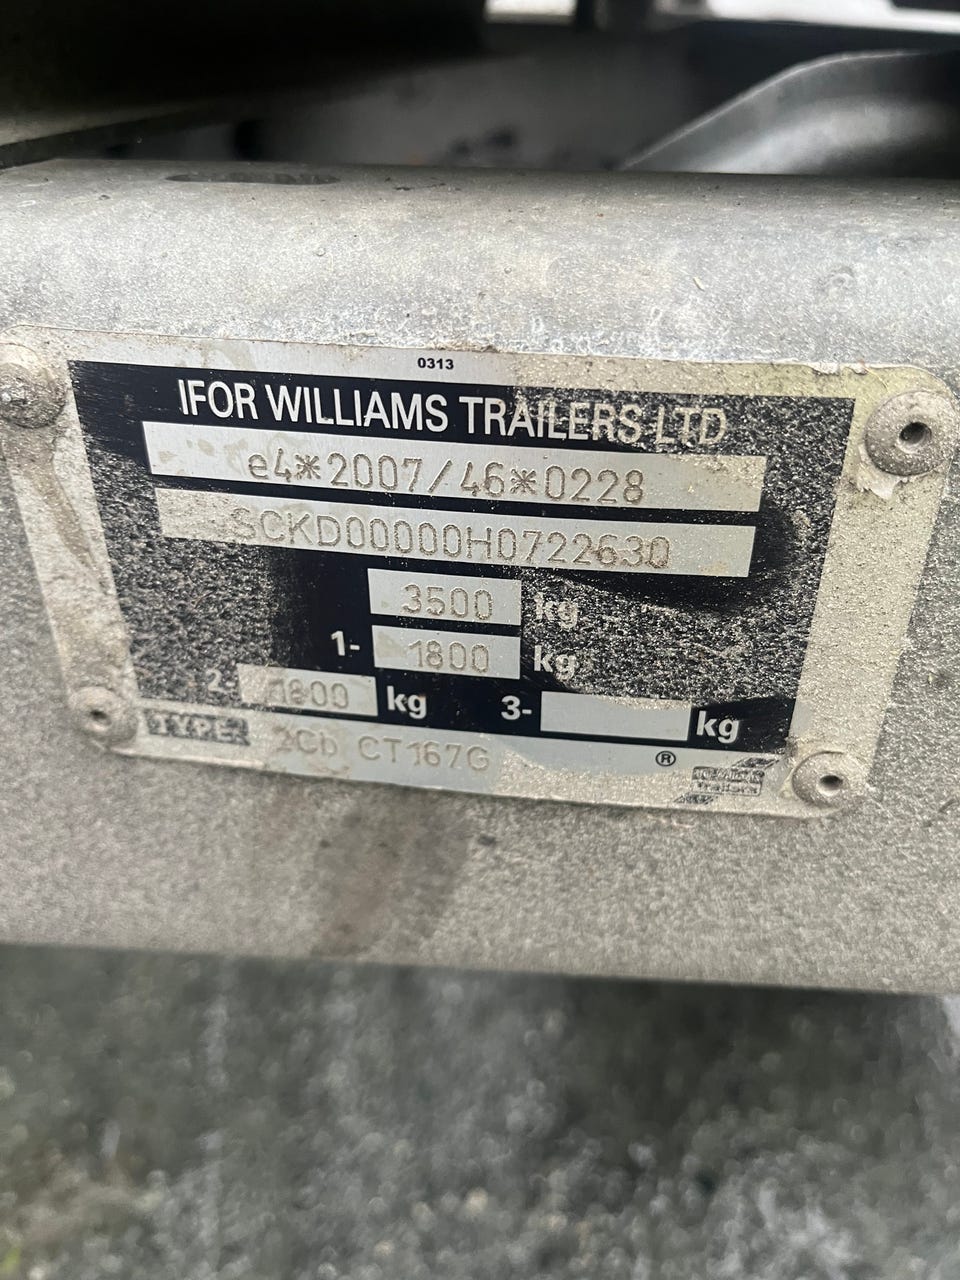 0313
IFOR WILLIAMS TRAILERS LTD
e4*2007/46*0228
SCKD00000H0722630
3500 kg
1- 1800 kg
2- 1800 kg 3- kg
TYPE: 2Cb CT167G ®
Trailers